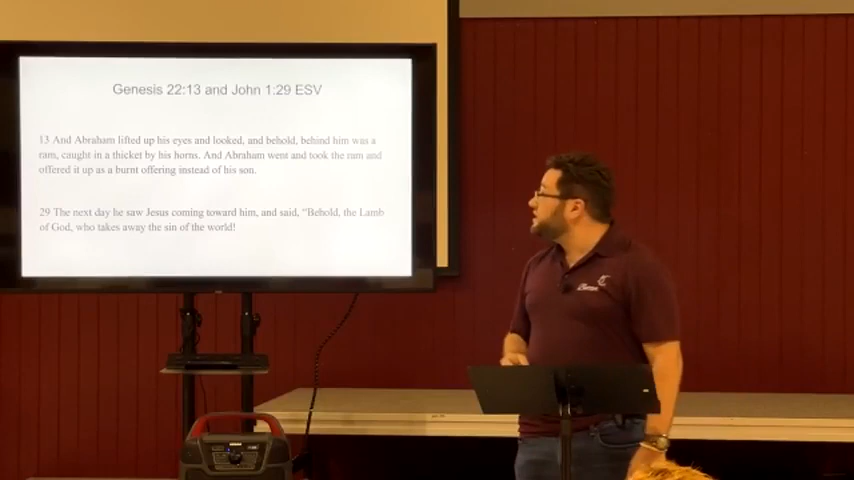 Genesis 22:13 and John 1:29 ESV
13 And Abraham lifted up his eyes and looked, and behold, behind him was a
ram, caught in a thicket by his horns. And Abraham went and took the ram and
offered it up as a burnt offering instead of his son.
29 The next day he saw Jesus coming toward him, and said, “Behold, the Lamb
of God, who takes away the sin of the world!